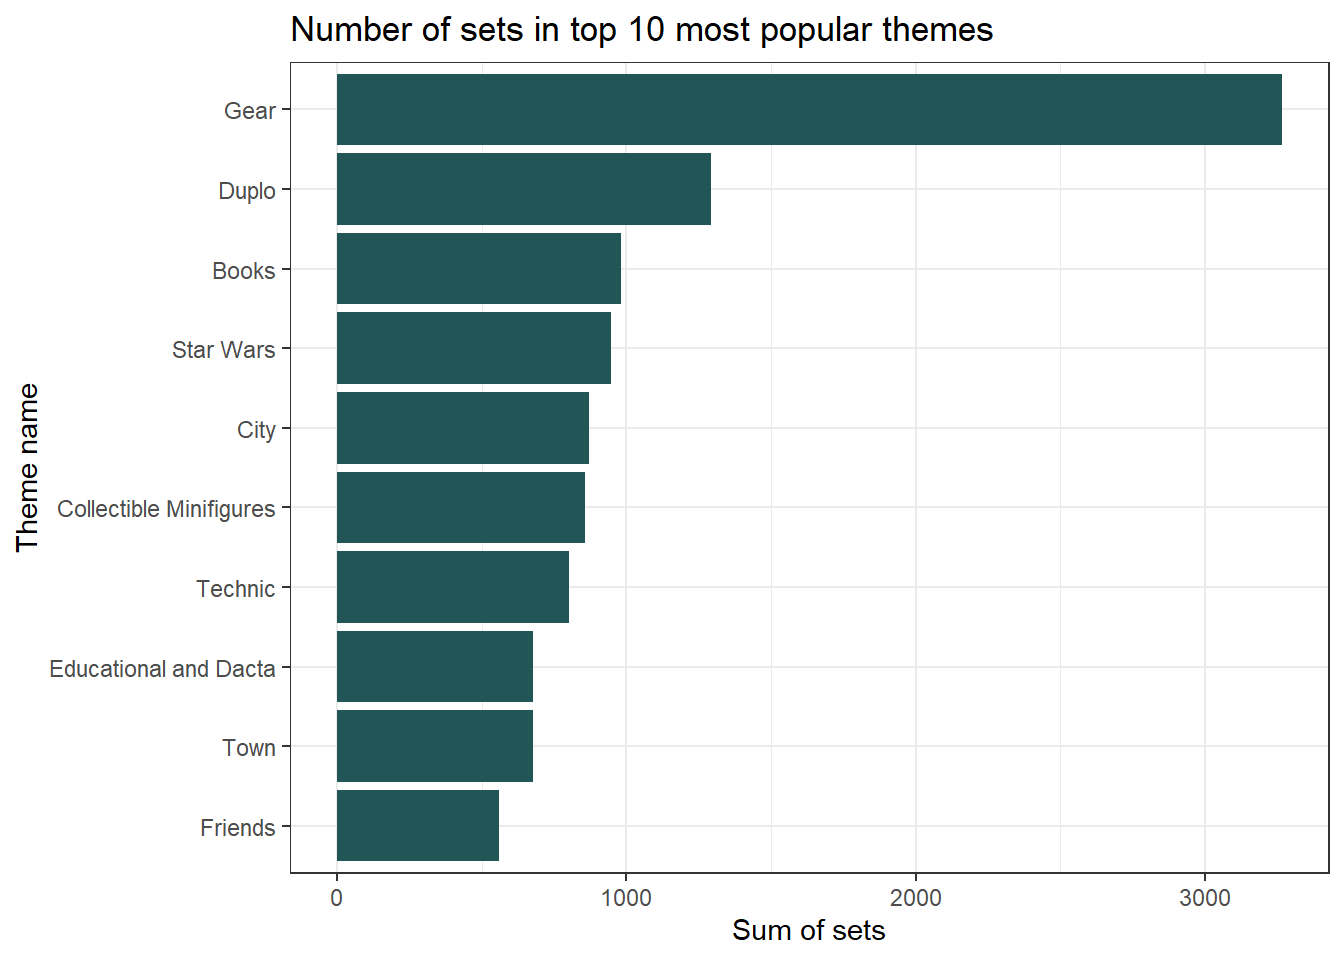 Number of sets in top 10 most popular themes
Gear
Duplo
Books
Star Wars
City
Collectible Minifigures
Technic
Educational and Dacta
Town
Friends
Theme name
0 1000 2000 3000
Sum of sets